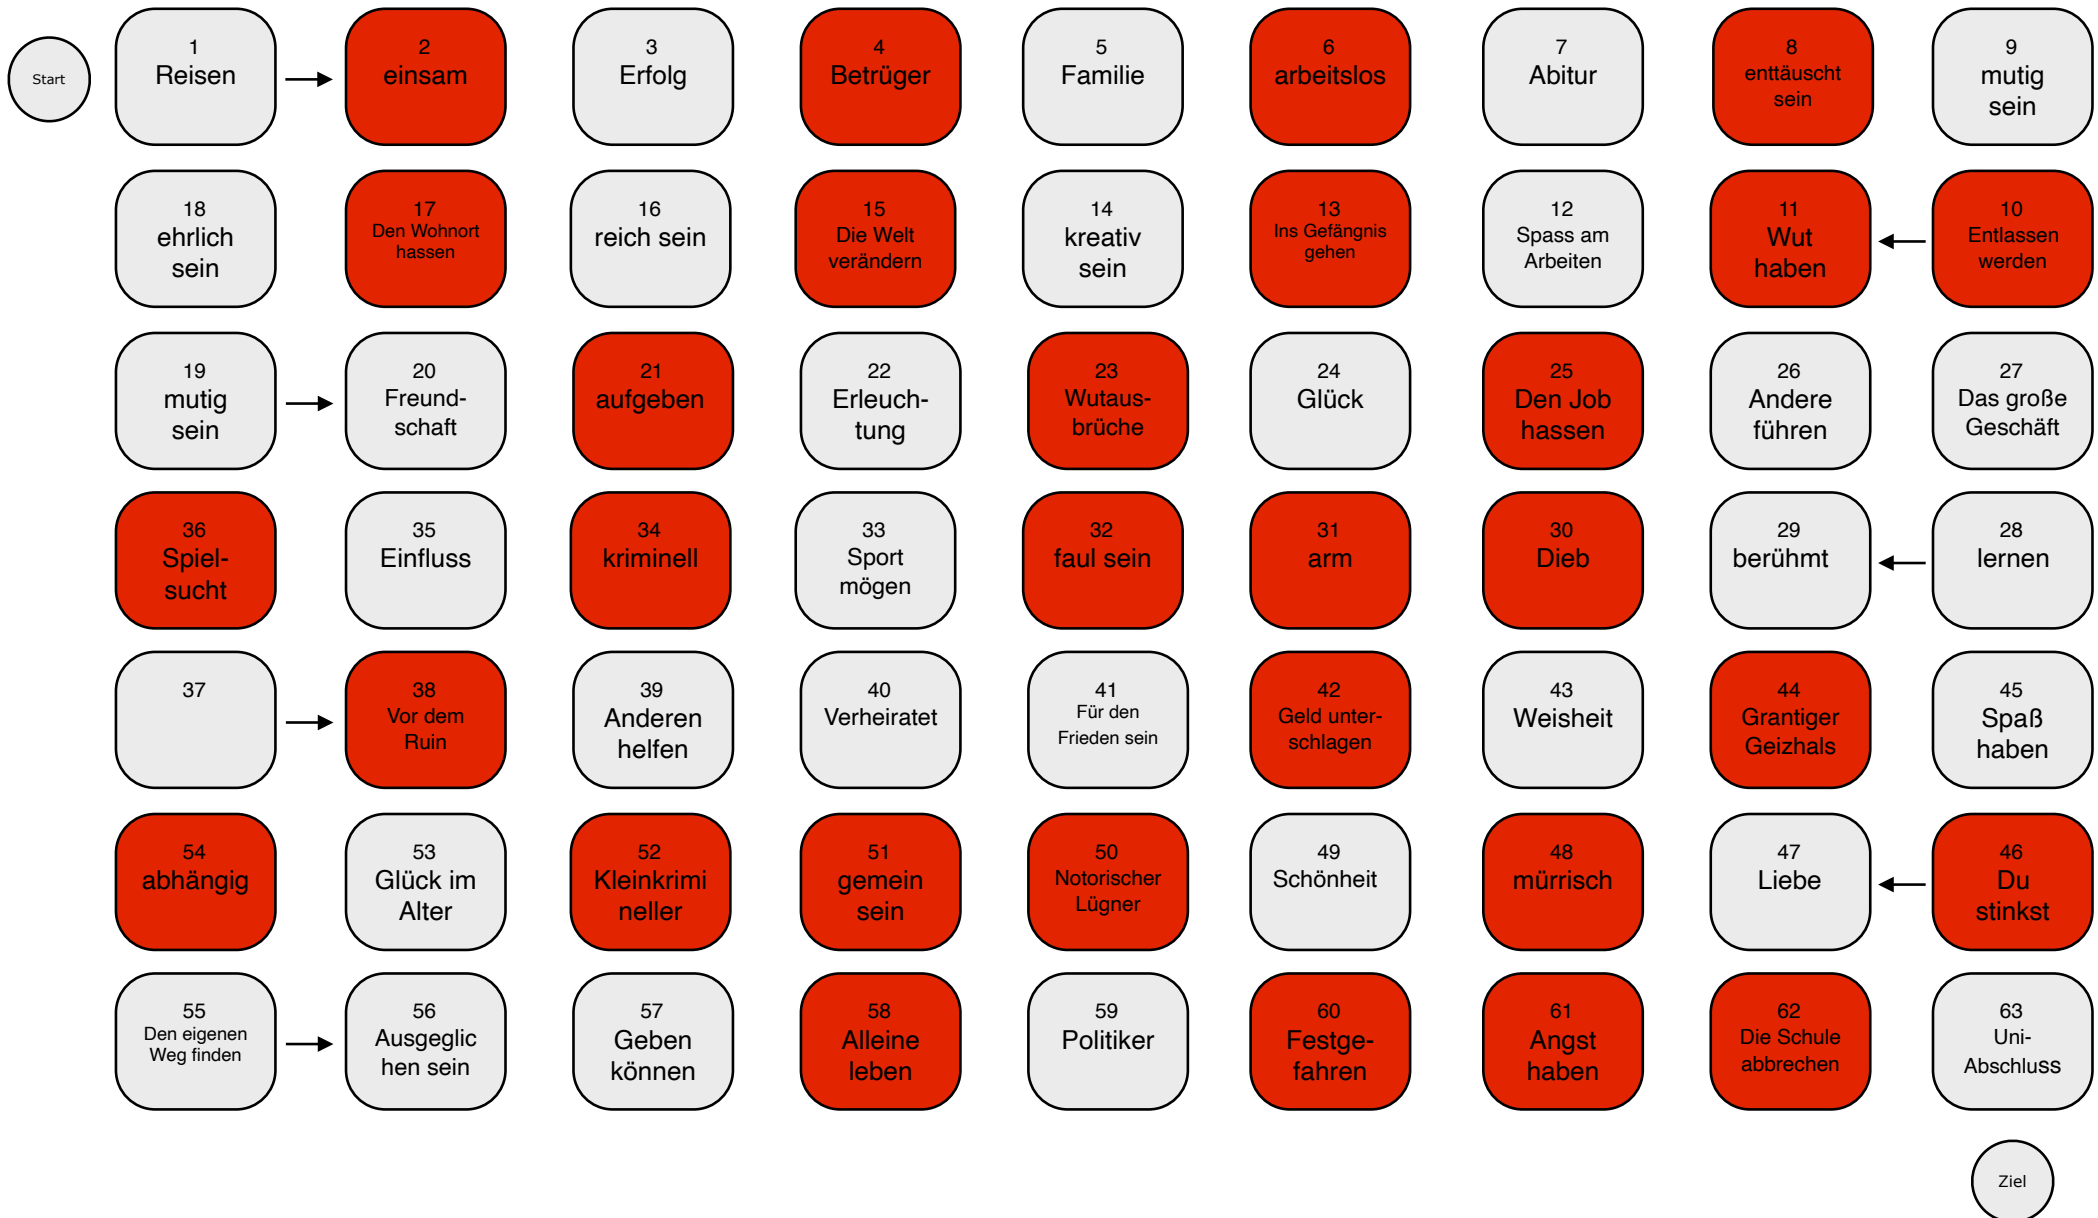 Start
1
Reisen
2
einsam
3
Erfolg
4
Betrüger
5
Familie
6
arbeitslos
7
Abitur
8
enttäuscht
sein
9
mutig
sein
18
ehrlich
sein
17
Den Wohnort
hassen
16
reich sein
15
Die Welt
verändern
14
kreativ
sein
13
Ins Gefängnis
gehen
12
Spass am
Arbeiten
11
Wut
haben
10
Entlassen
werden
19
mutig
sein
20
Freund-
schaft
21
aufgeben
22
Erleuch-
tung
23
Wutaus-
brüche
24
Glück
25
Den Job
hassen
26
Andere
führen
27
Das große
Geschäft
36
Spiel-
sucht
35
Einfluss
34
kriminell
33
Sport
mögen
32
faul sein
31
arm
30
Dieb
29
berühmt
28
lernen
37
38
Vor dem
Ruin
39
Anderen
helfen
40
Verheiratet
41
Für den
Frieden sein
42
Geld unter-
schlagen
43
Weisheit
44
Grantiger
Geizhals
45
Spaß
haben
54
abhängig
53
Glück im
Alter
52
Kleinkrimi
neller
51
gemein
sein
50
Notorischer
Lügner
49
Schönheit
48
mürrisch
47
Liebe
46
Du
stinkst
55
Den eigenen
Weg finden
56
Ausgeglic
hen sein
57
Geben
können
58
Alleine
leben
59
Politiker
60
Festge-
fahren
61
Angst
haben
62
Die Schule
abbrechen
63
Uni-
Abschluss
Ziel